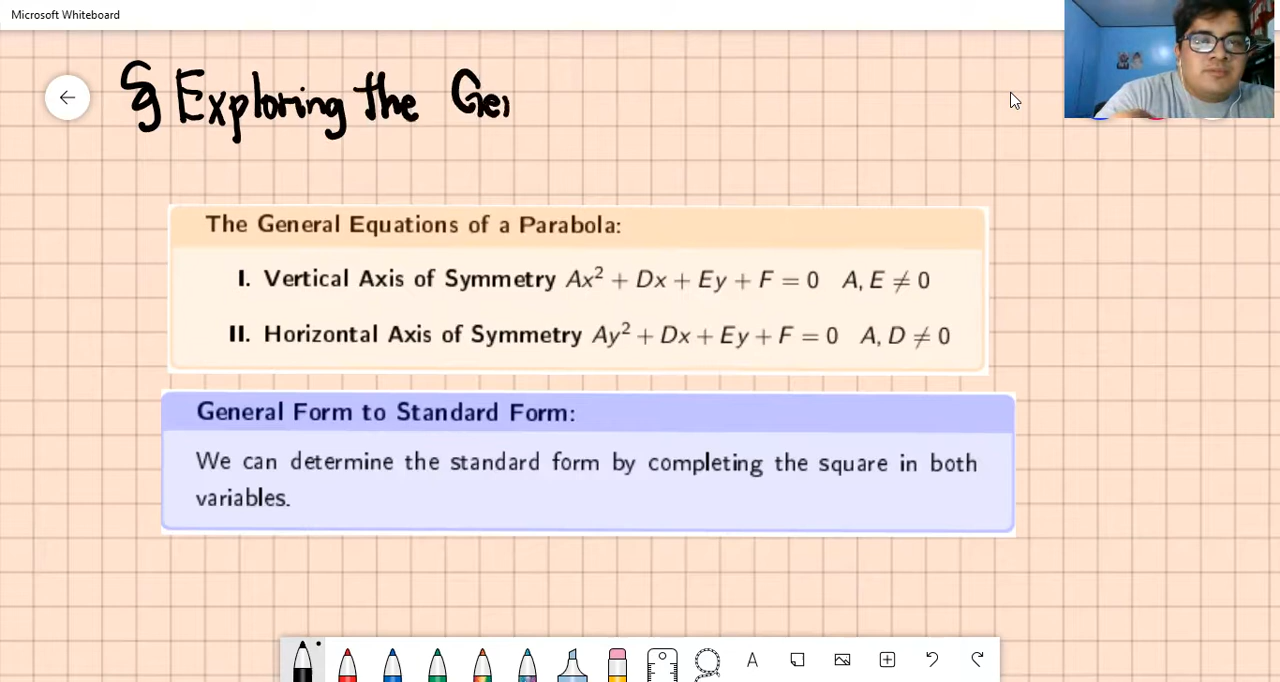 Microsoft Whiteboard
§ Exploring the Gen
The General Equations of a Parabola:
I. Vertical Axis of Symmetry Ax² + Dx + Ey + F = 0 A, E ≠ 0
II. Horizontal Axis of Symmetry Ay² + Dx + Ey + F = 0 A, D ≠ 0
General Form to Standard Form:
We can determine the standard form by completing the square in both
variables.